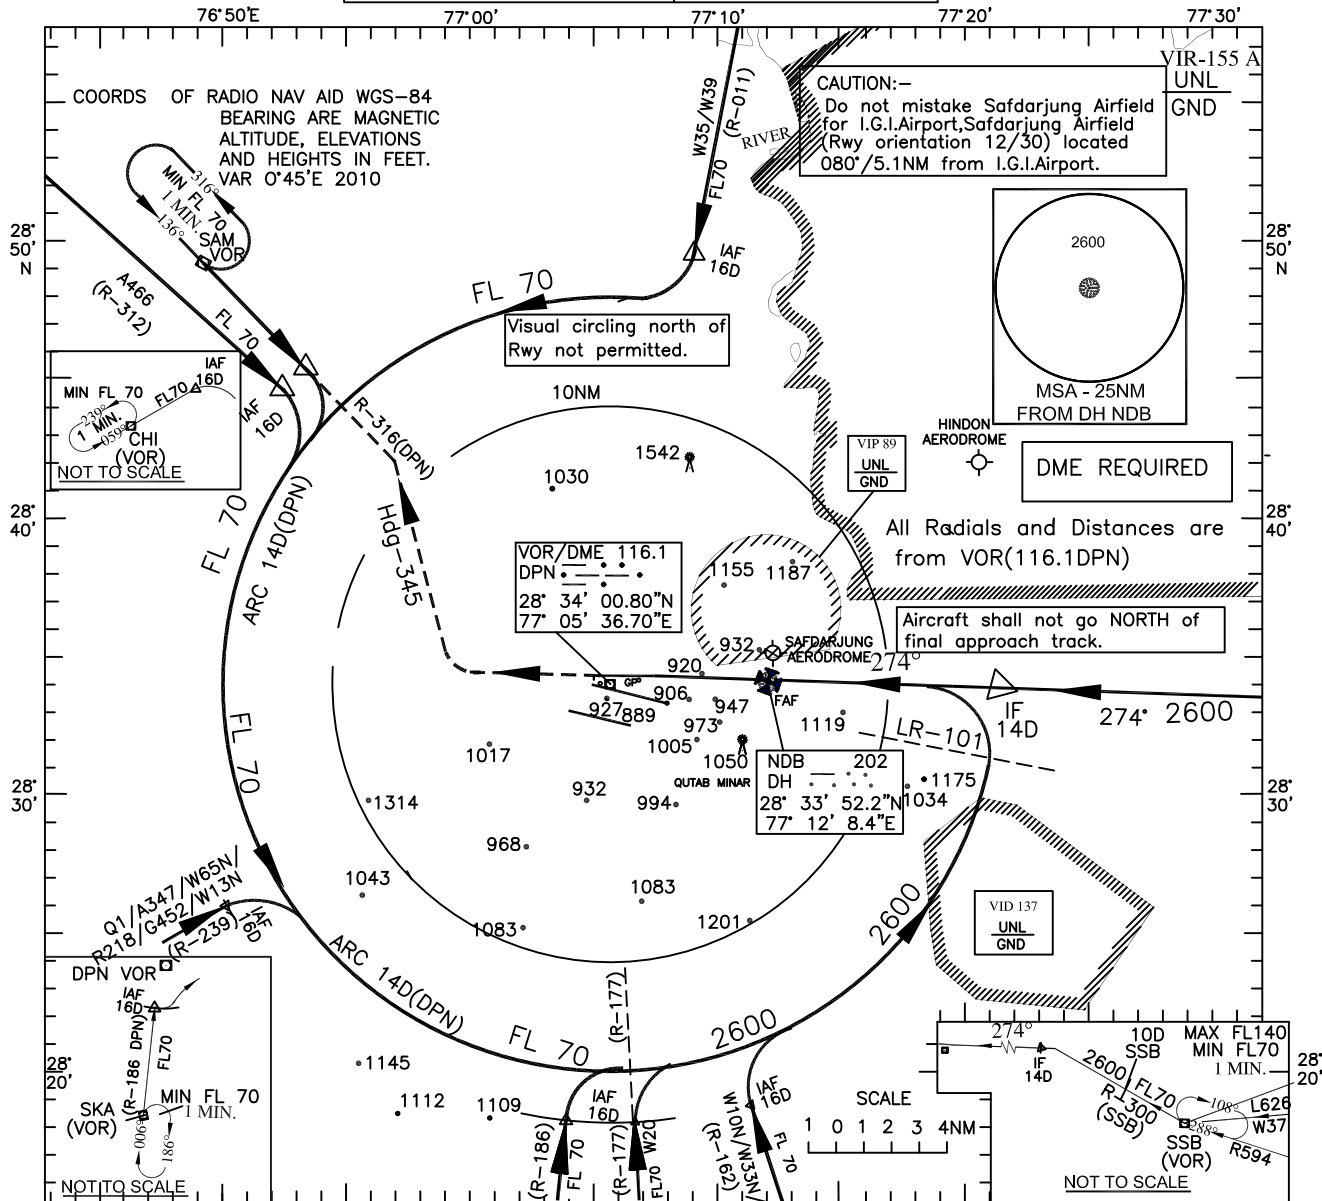 76°50'E
77°00'
77°10'
77°20'
77°30'
VIR-155 A
UNL
GND
COORDS OF RADIO NAV AID WGS-84
BEARING ARE MAGNETIC
ALTITUDE, ELEVATIONS
AND HEIGHTS IN FEET.
VAR 0°45'E 2010
CAUTION:-
Do not mistake Safdarjung Airfield
for I.G.I.Airport,Safdarjung Airfield
(Rwy orientation 12/30) located
080°/5.1NM from I.G.I.Airport.
W35/W39
(R-011)
FL70
RIVER
316°
MIN FL 70
1 MIN.
136°
SAM
VOR
28°
50'
N
28°
50'
N
2600
MSA - 25NM
FROM DH NDB
IAF
16D
FL 70
A466
(R-312)
FL 70
Visual circling north of
Rwy not permitted.
IAF
16D
MIN FL 70
FL70
IAF
16D
239°
1 MIN.
059°
CHI
(VOR)
NOT TO SCALE
R-316(DPN)
10NM
1542
1030
HINDON
AERODROME
VIP 89
UNL
GND
DME REQUIRED
28°
40'
28°
40'
FL 70
ARC 14D(DPN)
Hdg-345
All Radials and Distances are
from VOR(116.1DPN)
VOR/DME 116.1
DPN
28° 34' 00.80"N
77° 05' 36.70"E
1155
1187
Aircraft shall not go NORTH of
final approach track.
932
SAFDARJUNG
AERODROME
274°
920
GP
906
927
889
947
973
FAF
1005
1119
IF
14D
274° 2600
LR-101
1017
1050
QUTAB MINAR
NDB 202
DH
28° 33' 52.2"N
77° 12' 8.4"E
1175
1034
FL 70
28°
30'
28°
30'
1314
932
994
968
1043
1083
1083
1201
2600
VID 137
UNL
GND
Q1/A347/W65N/
R218/G452/W13N
(R-239)
IAF
16D
ARC 14D(DPN)
FL 70
(R-177)
2600
DPN VOR
IAF
16D
(R-186 DPN)
FL70
MIN FL 70
1 MIN.
SKA
(VOR)
006°
186°
NOT TO SCALE
28°
20'
28°
20'
1145
1112
1109
IAF
16D
(R-186)
FL 70
(R-177)
FL70 W20
IAF
16D
W10N/W33N
(R-162)
FL 70
SCALE
1 0 1 2 3 4NM
274°
IF
14D
10D
SSB
MAX FL140
MIN FL70
1 MIN.
2600
FL70
R-300
(SSB)
108°
288°
L626
W37
R594
SSB
(VOR)
NOT TO SCALE